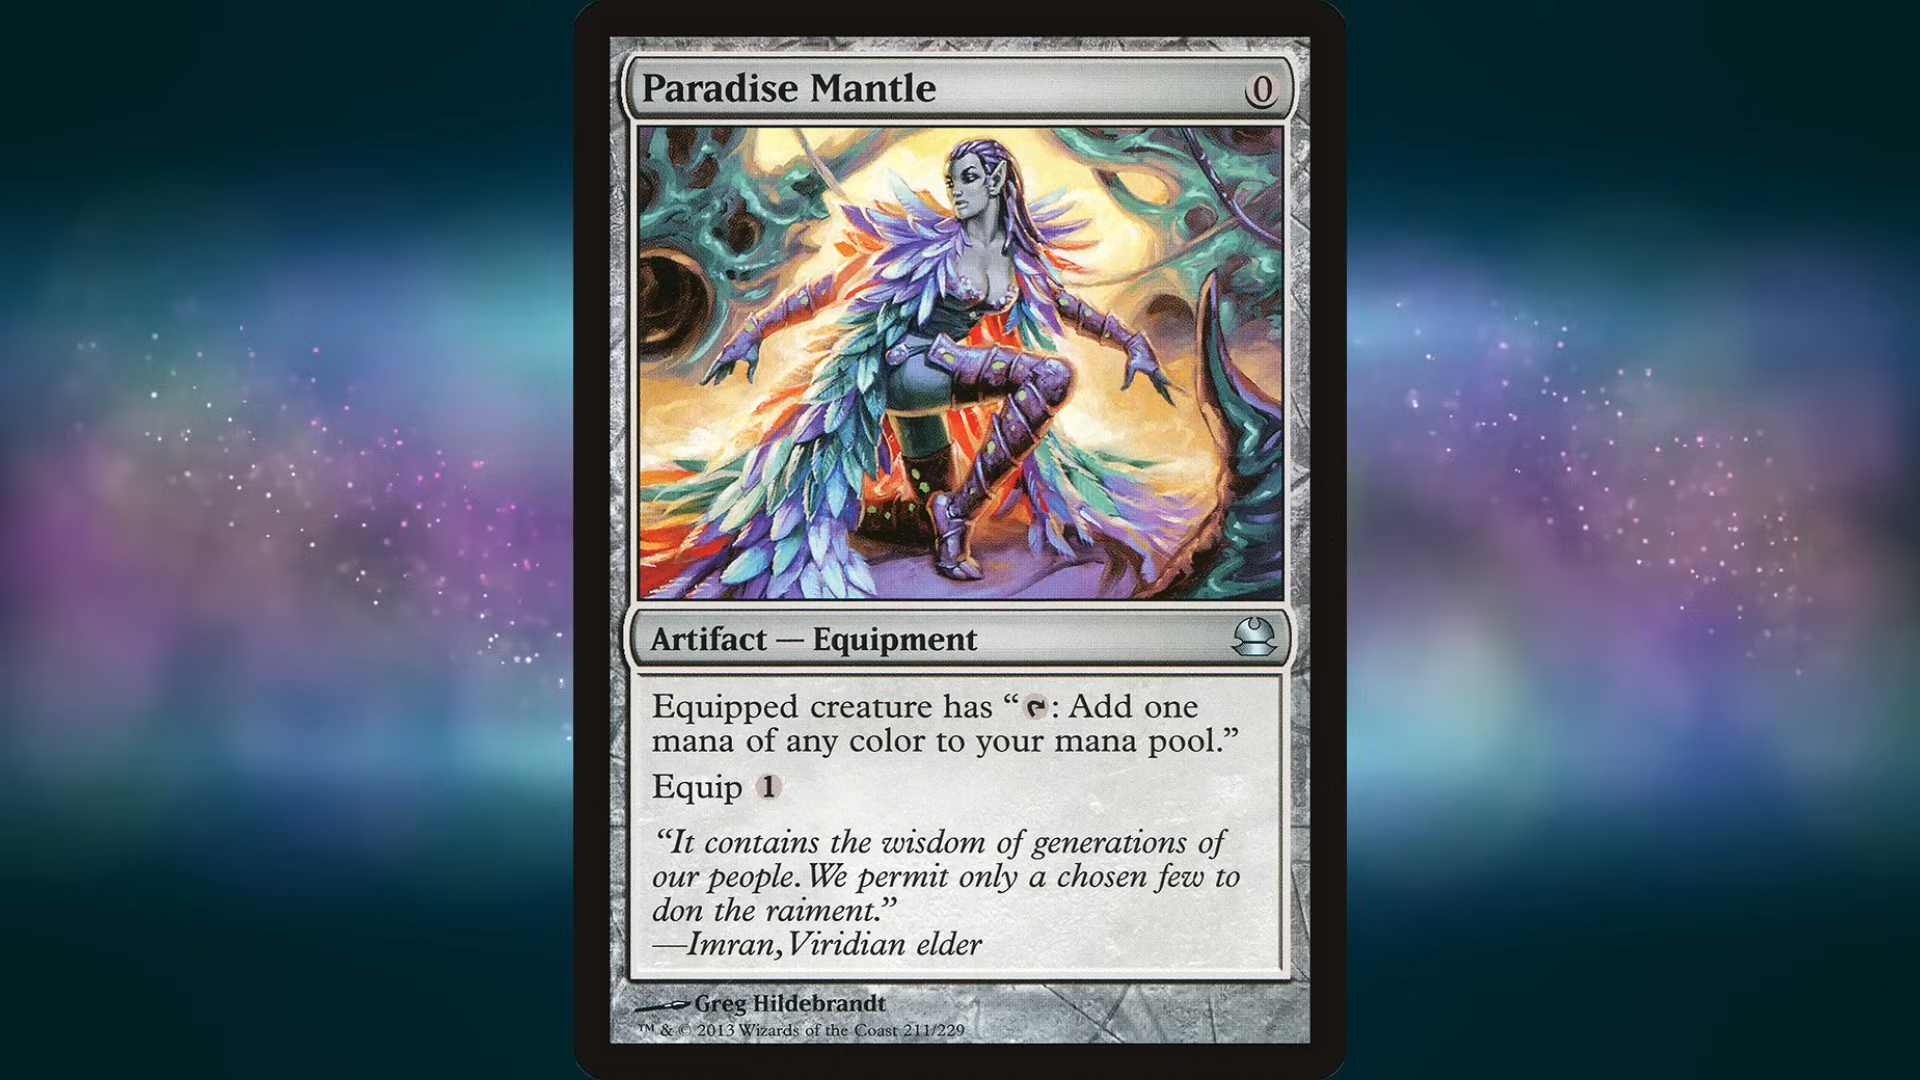 Paradise Mantle 0
Artifact — Equipment
Equipped creature has “: Add one
mana of any color to your mana pool.”
Equip 1
“It contains the wisdom of generations of
our people. We permit only a chosen few to
don the raiment.”
—Imran, Viridian elder
Greg Hildebrandt
™ & © 2013 Wizards of the Coast 211/229